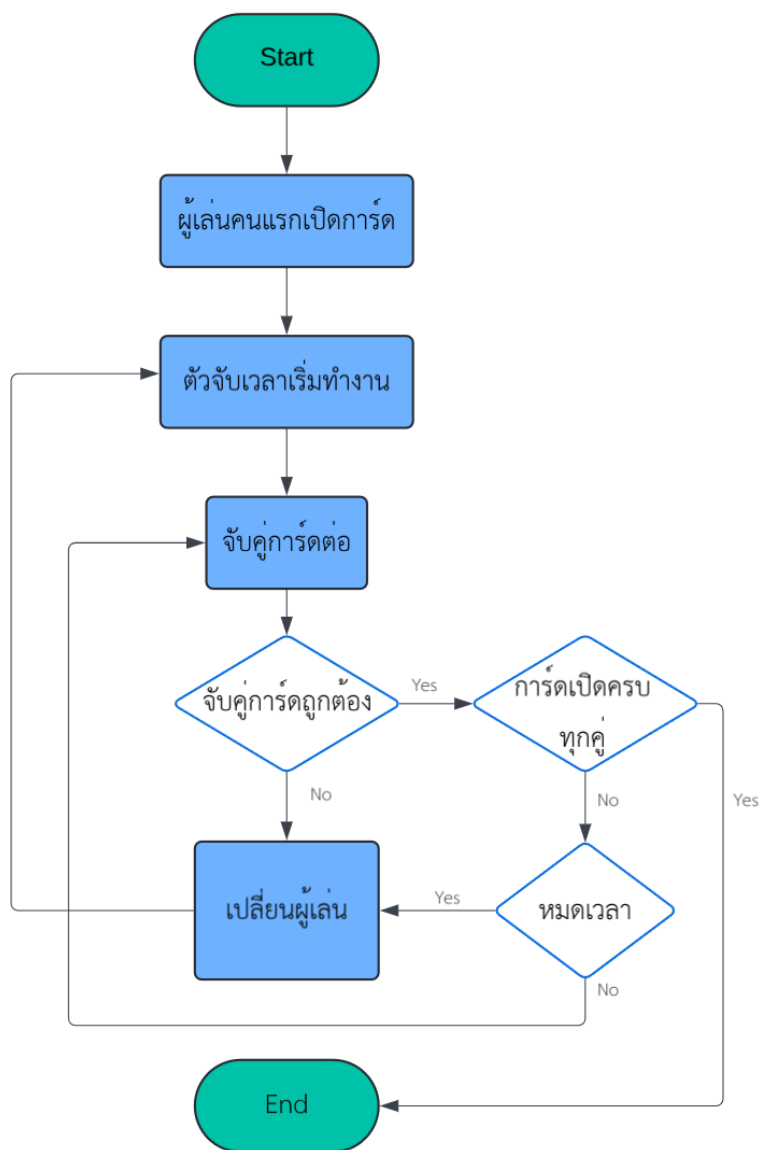 Start
ผู้เล่นคนแรกเปิดการ์ด
ตัวจับเวลาเริ่มทำงาน
จับคู่การ์ดต่อ
จับคู่การ์ดถูกต้อง
Yes
การ์ดเปิดครบ
ทุกคู่
No
No
Yes
เปลี่ยนผู้เล่น
Yes
หมดเวลา
No
End